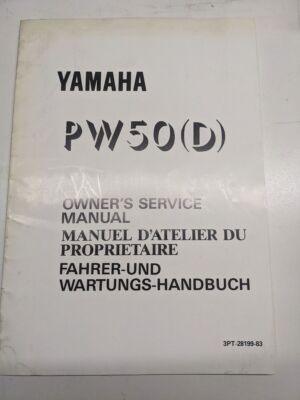 YAMAHA
PW50(D)
OWNER'S SERVICE
MANUAL
MANUEL D'ATELIER DU
PROPRIETAIRE
FAHRER-UND
WARTUNGS-HANDBUCH
3PT-28199-83